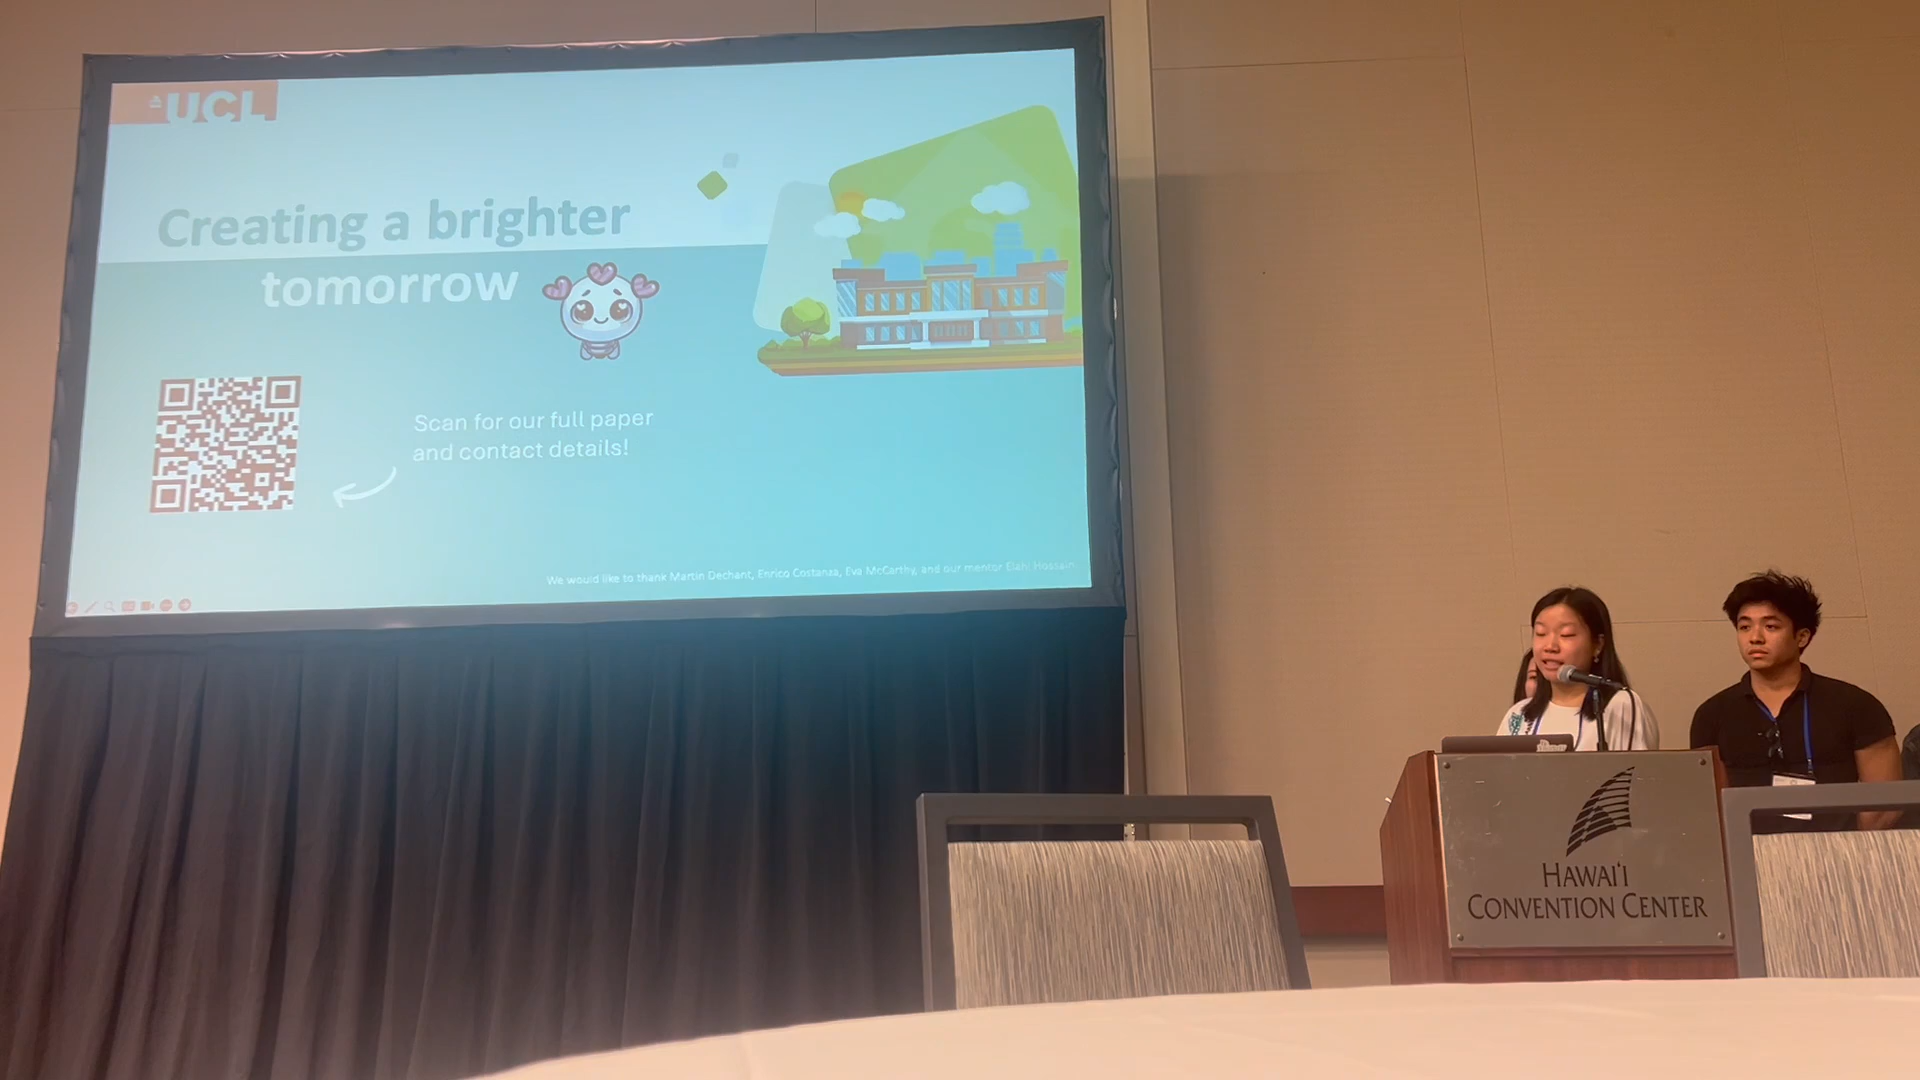 UCL
Creating a brighter
tomorrow
Scan for our full paper
and contact details!
We would like to thank Martin Dechant, Enrico Costanza, Eva McCarthy, and our mentor Elahi Hossain
HAWAIʻI
CONVENTION CENTER